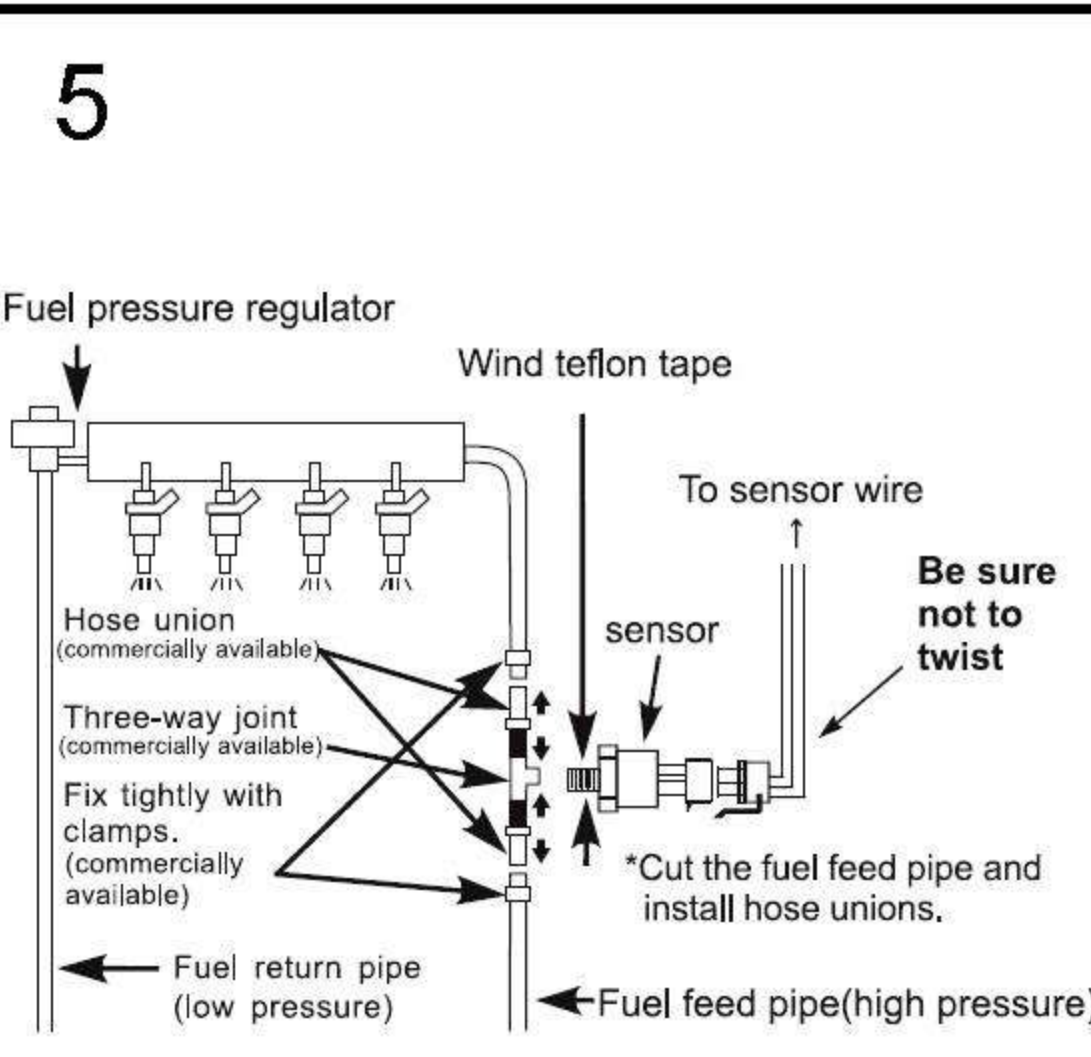 5
Fuel pressure regulator
Wind teflon tape
To sensor wire
Be sure
not to
twist
sensor
Hose union
(commercially available)
Three-way joint
(commercially available)
Fix tightly with
clamps.
(commercially
available)
*Cut the fuel feed pipe and
install hose unions.
Fuel return pipe
(low pressure)
Fuel feed pipe(high pressure)